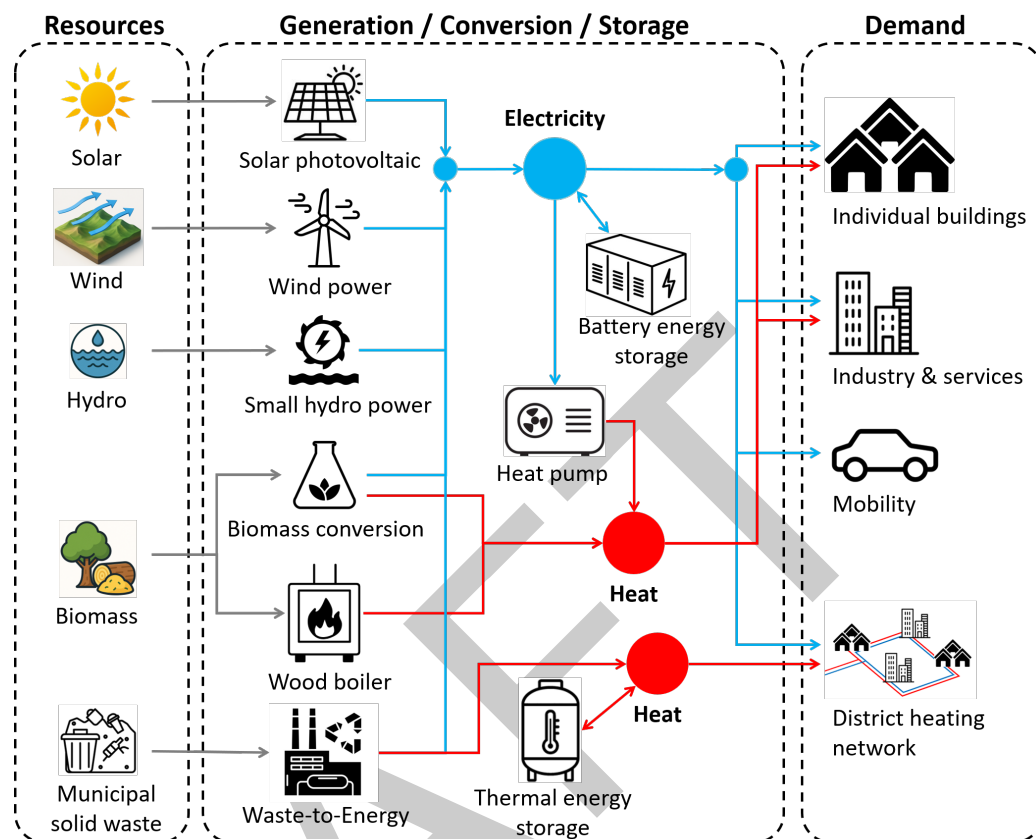 Resources
Generation / Conversion / Storage
Demand
Solar
Solar photovoltaic
Electricity
Individual buildings
Wind
Wind power
Battery energy
storage
Industry & services
Hydro
Small hydro power
Heat pump
Mobility
Biomass conversion
Biomass
Heat
Wood boiler
Heat
District heating
network
Municipal
solid waste
Waste-to-Energy
Thermal energy
storage